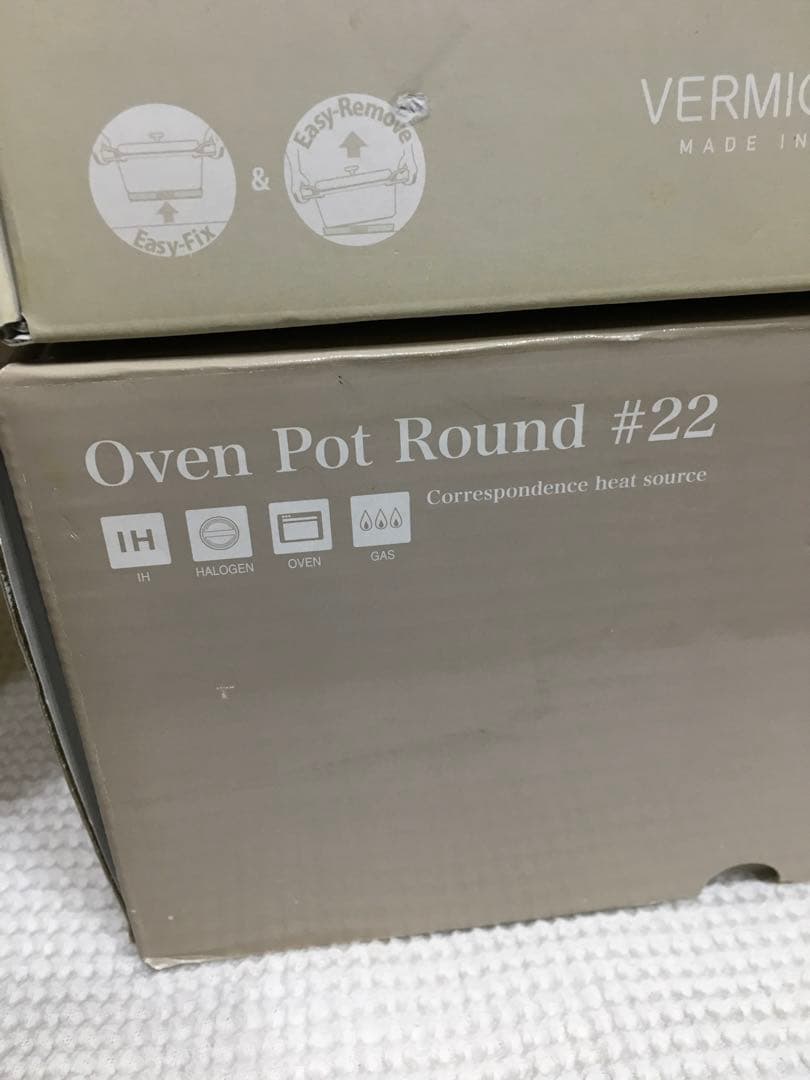 Easy-Fix
&
Easy-Remove
VERMIC
MADE IN
Oven Pot Round #22
Correspondence heat source
IH
IH
HALOGEN
OVEN
GAS